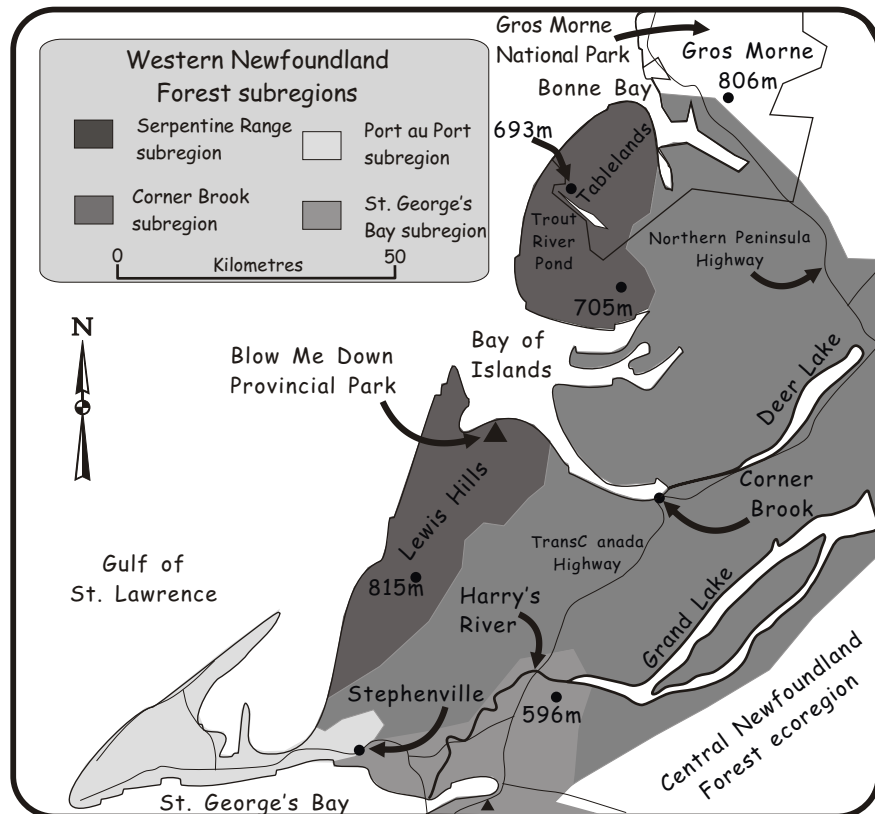 Gros Morne
National Park
Gros Morne
806m
Bonne Bay
Western Newfoundland
Forest subregions
Serpentine Range
subregion
Port au Port
subregion
Corner Brook
subregion
St. George's
Bay subregion
0
50
Kilometres
693m
Tablelands
Trout
River
Pond
Northern Peninsula
Highway
705m
N
Bay of
Islands
Blow Me Down
Provincial Park
Deer Lake
Lewis Hills
Corner
Brook
TransC anada
Highway
Gulf of
St. Lawrence
815m
Harry's
River
Grand Lake
Stephenville
596m
Central Newfoundland
Forest ecoregion
St. George's Bay